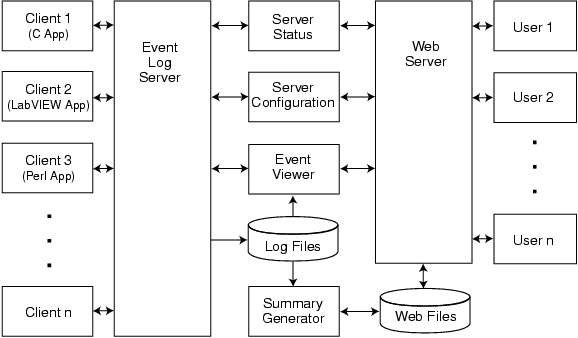 Client 1
(C App)
Client 2
(LabVIEW App)
Client 3
(Perl App)
Client n
Event
Log
Server
Server
Status
Server
Configuration
Event
Viewer
Log Files
Summary
Generator
Web
Server
Web Files
User 1
User 2
User n